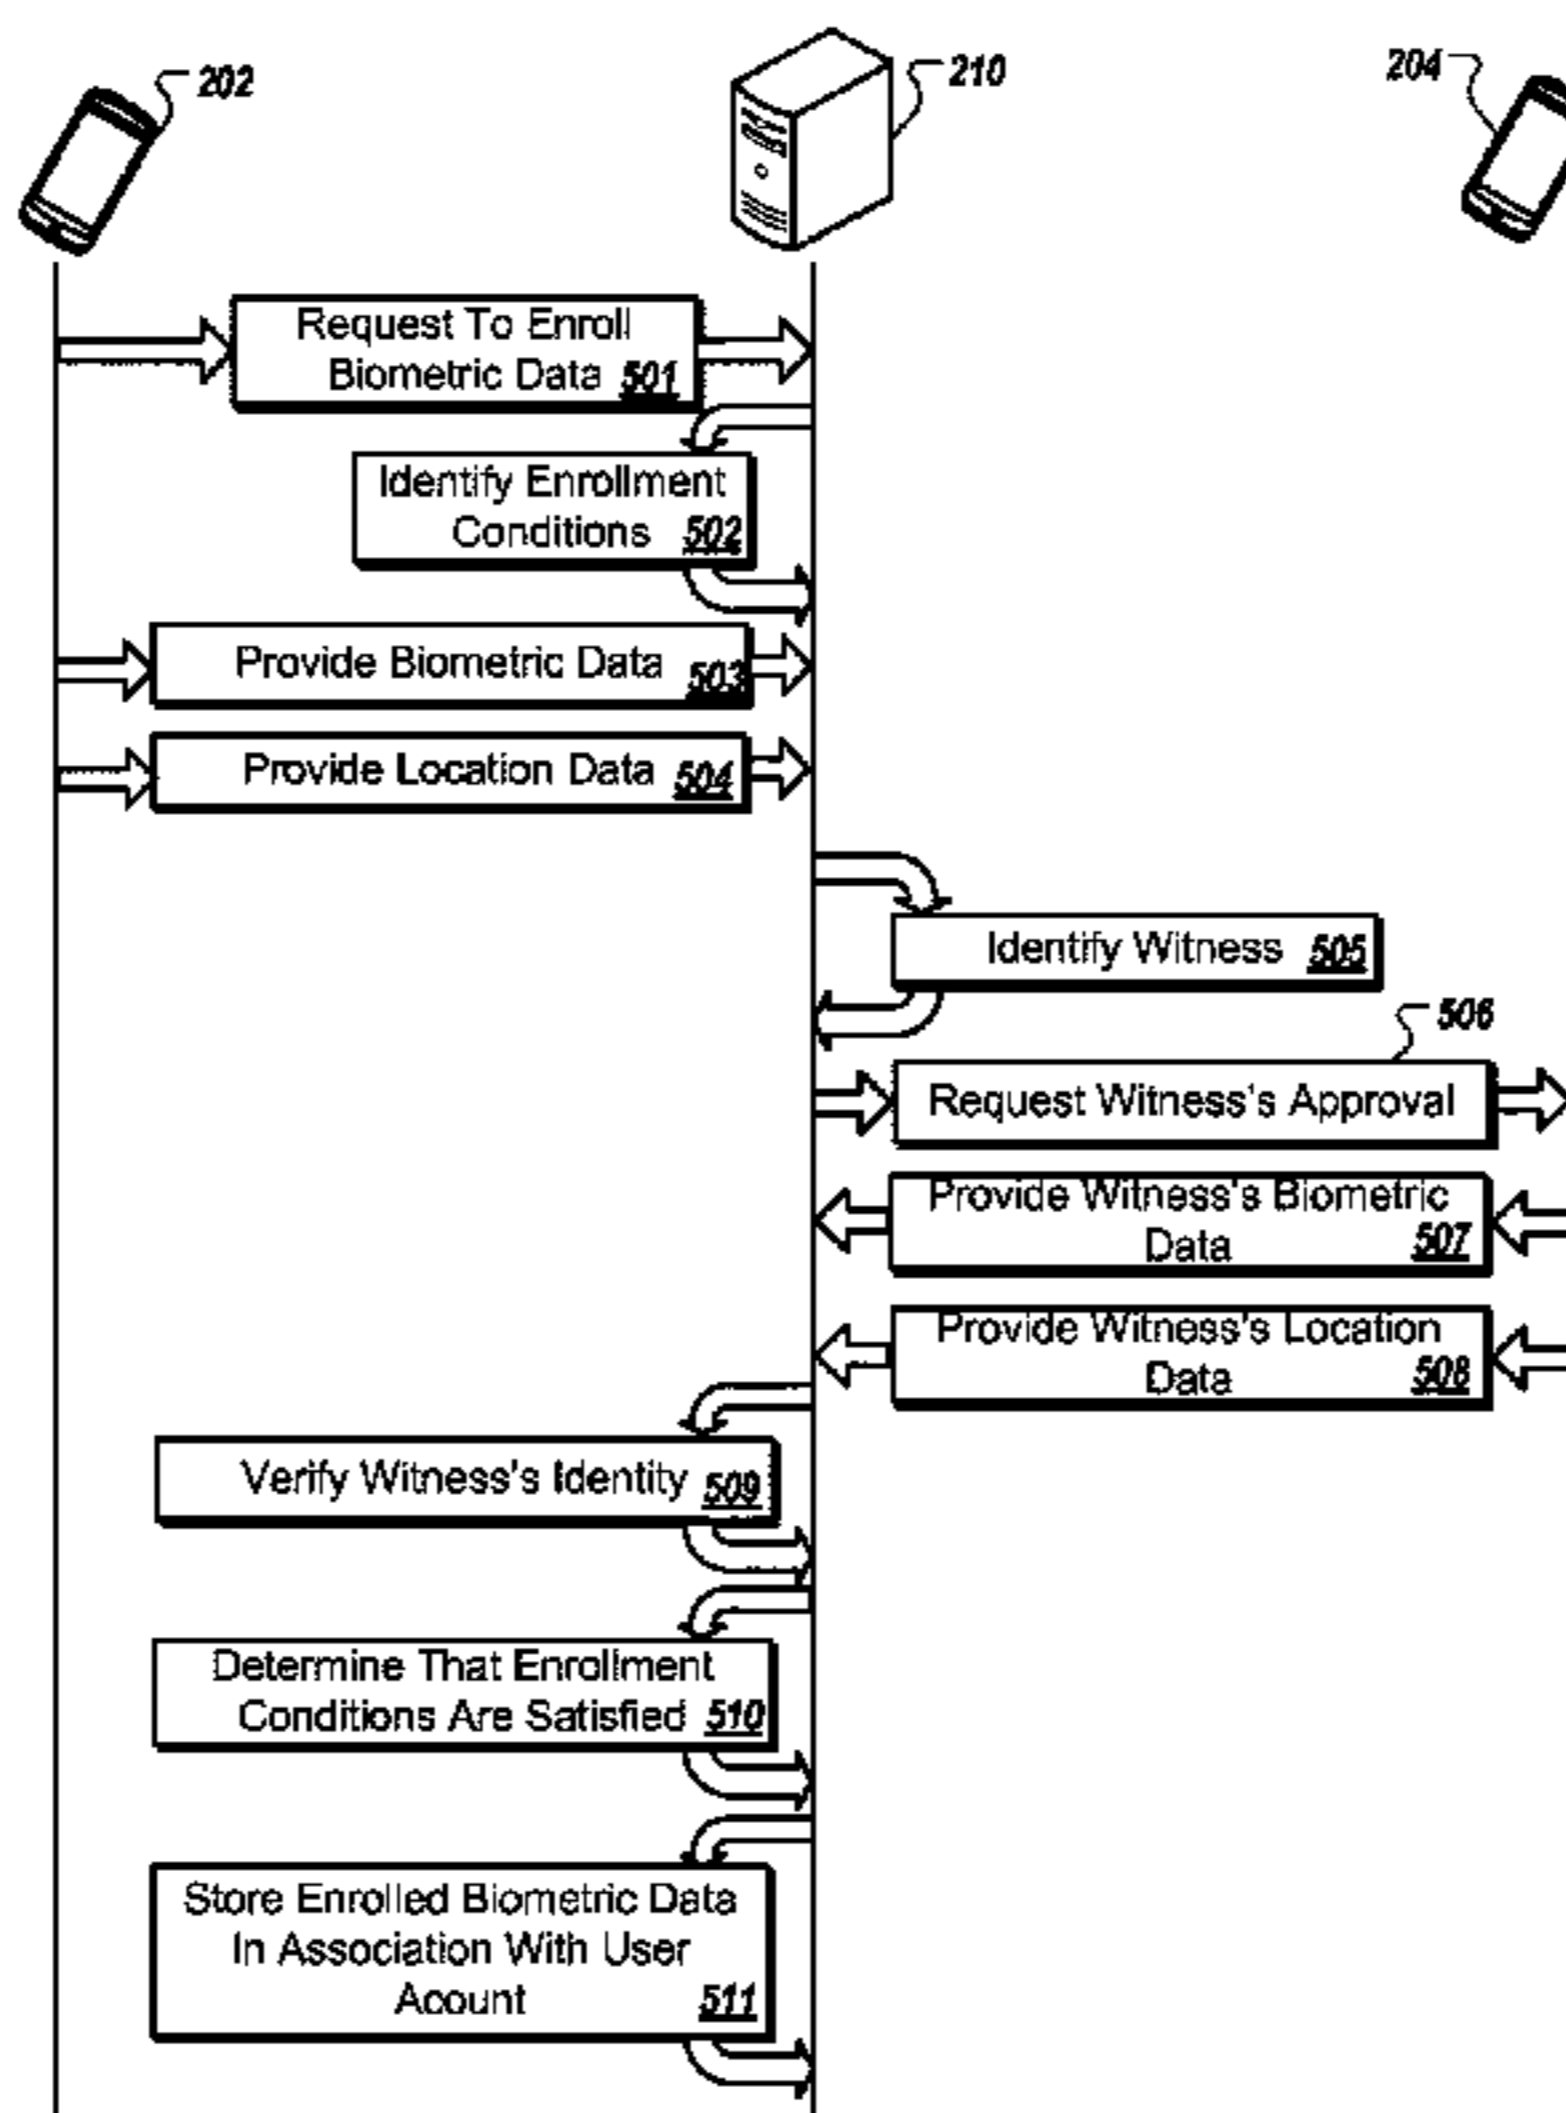 202
210
204
Request To Enroll
Biometric Data 501
Identify Enrollment
Conditions 502
Provide Biometric Data 503
Provide Location Data 504
Identify Witness 505
506
Request Witness's Approval
Provide Witness's Biometric
Data 507
Provide Witness's Location
Data 508
Verify Witness's Identity 509
Determine That Enrollment
Conditions Are Satisfied 510
Store Enrolled Biometric Data
In Association With User
Acount 511